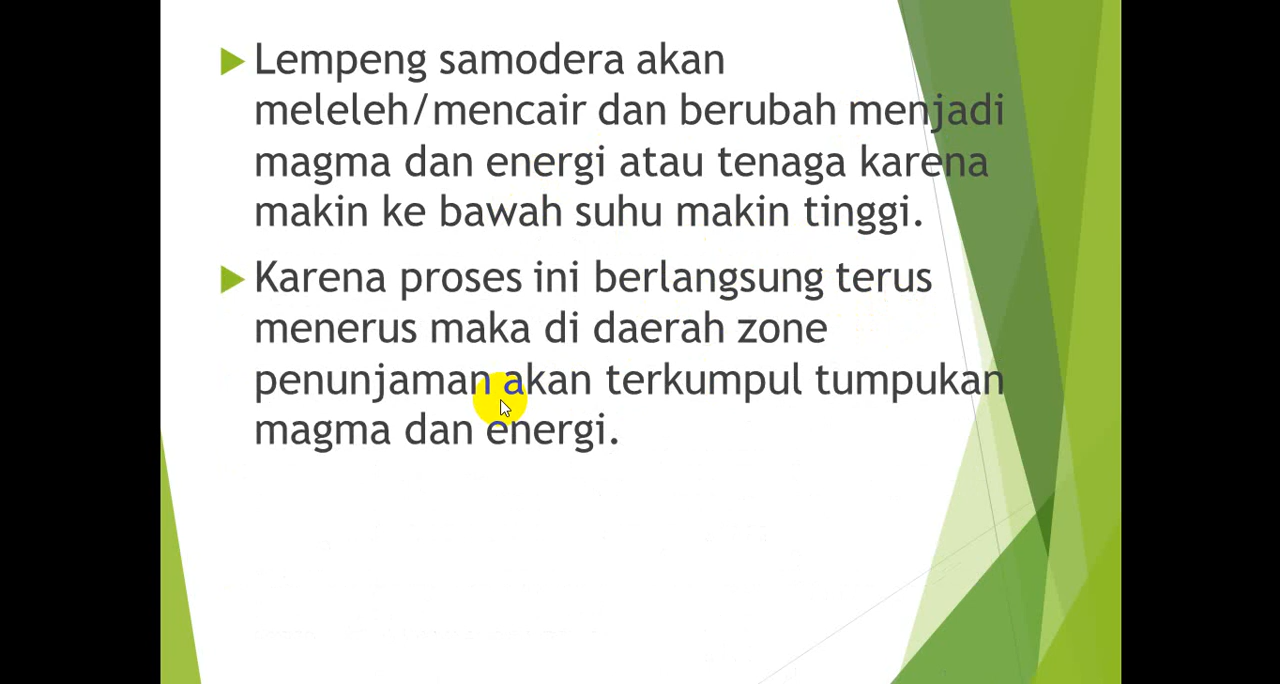 Lempeng samodera akan
meleleh/mencair dan berubah menjadi
magma dan energi atau tenaga karena
makin ke bawah suhu makin tinggi.
Karena proses ini berlangsung terus
menerus maka di daerah zone
penunjaman akan terkumpul tumpukan
magma dan energi.